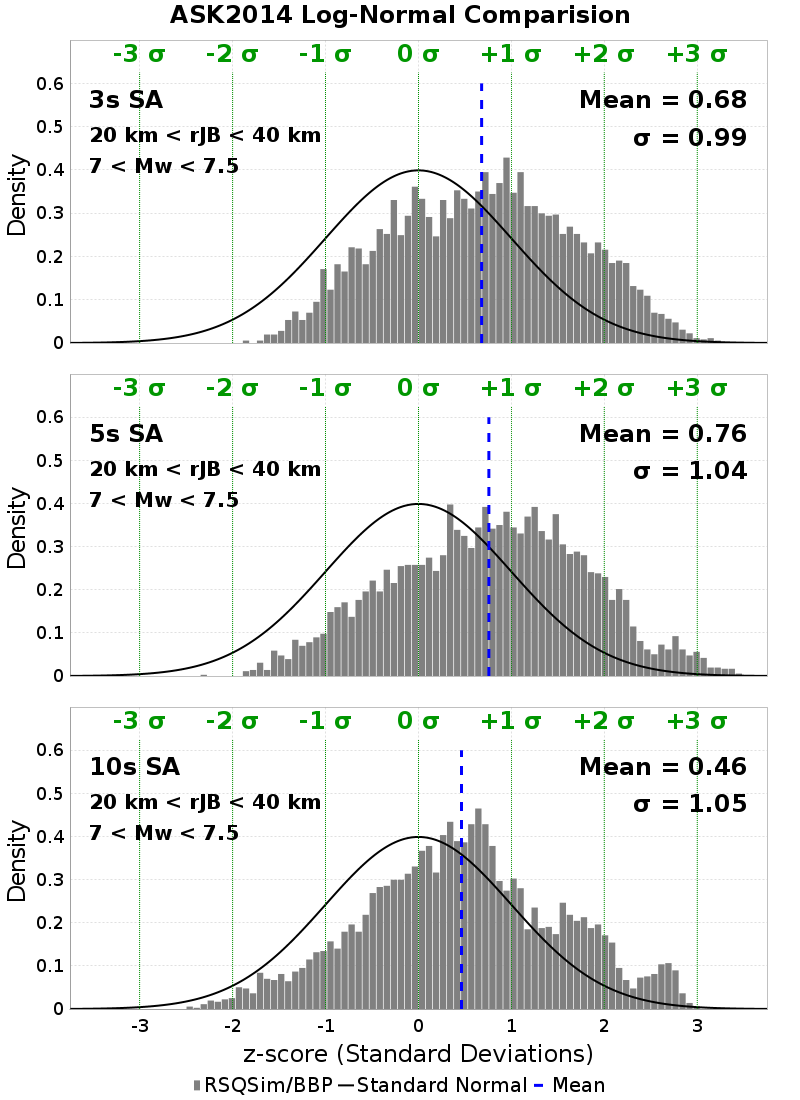 ASK2014 Log-Normal Comparision
-3 σ -2 σ -1 σ 0 σ +1 σ +2 σ +3 σ
3s SA
20 km < rJB < 40 km
7 < Mw < 7.5
Mean = 0.68
σ = 0.99
Density
0.6
0.5
0.4
0.3
0.2
0.1
0
-3 σ -2 σ -1 σ 0 σ +1 σ +2 σ +3 σ
5s SA
20 km < rJB < 40 km
7 < Mw < 7.5
Mean = 0.76
σ = 1.04
Density
0.6
0.5
0.4
0.3
0.2
0.1
0
-3 σ -2 σ -1 σ 0 σ +1 σ +2 σ +3 σ
10s SA
20 km < rJB < 40 km
7 < Mw < 7.5
Mean = 0.46
σ = 1.05
Density
0.6
0.5
0.4
0.3
0.2
0.1
0
-3 -2 -1 0 1 2 3
z-score (Standard Deviations)
RSQSim/BBP Standard Normal Mean